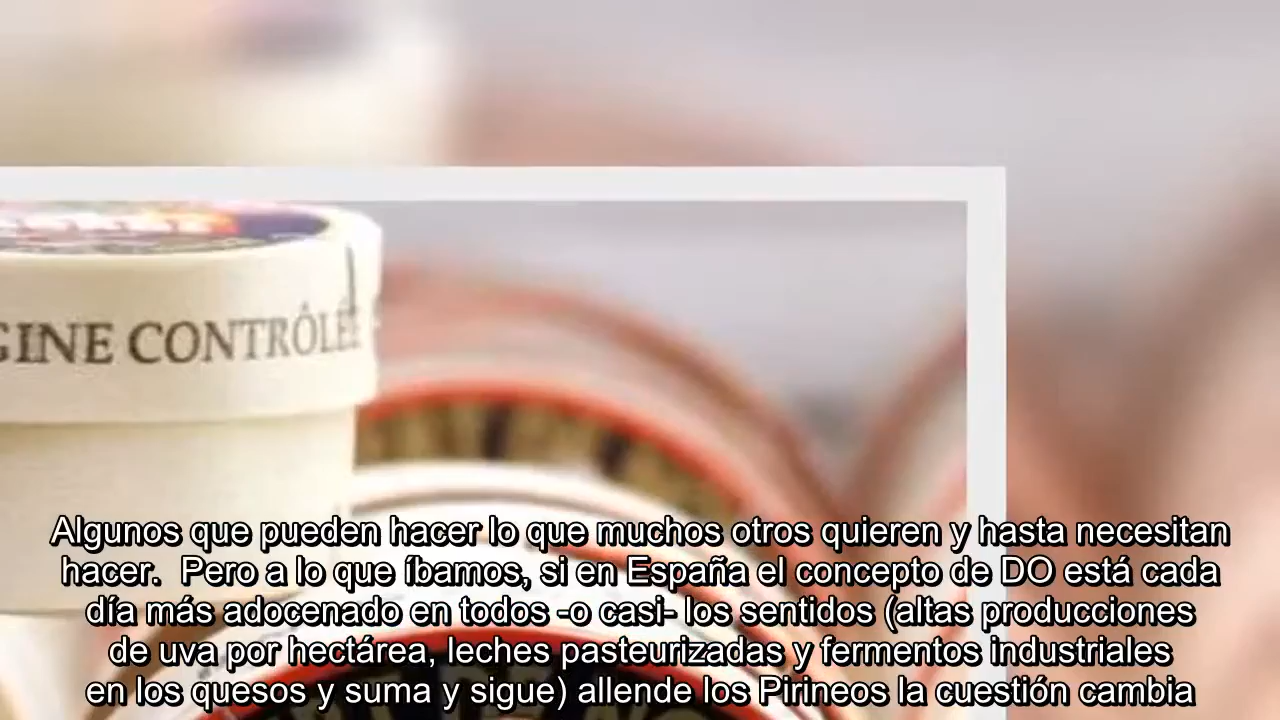 GINE CONTRÔLÉE
Algunos que pueden hacer lo que muchos otros quieren y hasta necesitan
hacer.  Pero a lo que íbamos, si en España el concepto de DO está cada
día más adocenado en todos -o casi- los sentidos (altas producciones
de uva por hectárea, leches pasteurizadas y fermentos industriales
en los quesos y suma y sigue) allende los Pirineos la cuestión cambia